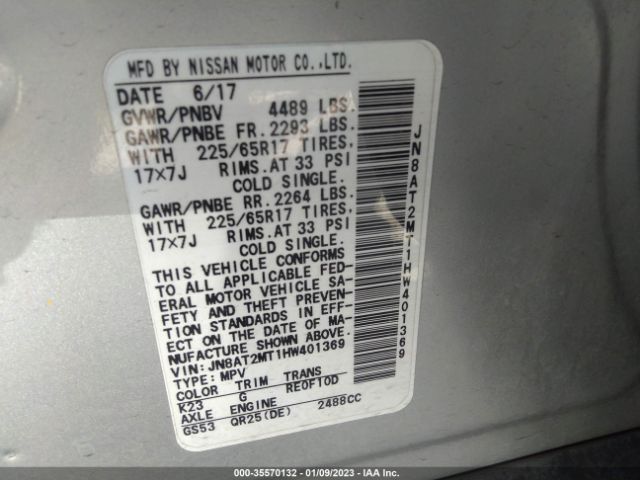 MFD BY NISSAN MOTOR CO.,LTD.
DATE 6/17
GVWR/PNBV 4489 LBS.
GAWR/PNBE FR. 2293 LBS.
WITH 225/65R17 TIRES,
17×7J RIMS.AT 33 PSI
COLD SINGLE.
GAWR/PNBE RR. 2264 LBS.
WITH 225/65R17 TIRES,
17×7J RIMS.AT 33 PSI
COLD SINGLE.
THIS VEHICLE CONFORMS
TO ALL APPLICABLE FED-
ERAL MOTOR VEHICLE SA-
FETY AND THEFT PREVEN-
TION STANDARDS IN EFF-
ECT ON THE DATE OF MA-
NUFACTURE SHOWN ABOVE.
VIN: JN8AT2MT1HW401369
TYPE: MPV
COLOR TRIM TRANS
K23 G RE0F10D
AXLE ENGINE
GS53 QR25(DE) 2488CC
JN8AT2MT1HW401369
000-35570132 - 01/09/2023 - IAA Inc.